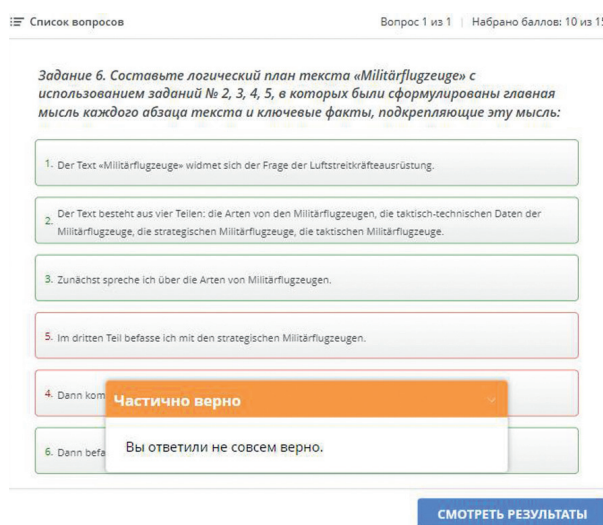 Список вопросов
Вопрос 1 из 1 | Набрано баллов: 10 из 15
Задание 6. Составьте логический план текста «Militärflugzeuge» с
использованием заданий № 2, 3, 4, 5, в которых были сформулированы главная
мысль каждого абзаца текста и ключевые факты, подкрепляющие эту мысль:
1. Der Text «Militärflugzeuge» widmet sich der Frage der Luftstreitkräfteausrüstung.
2. Der Text besteht aus vier Teilen: die Arten von den Militärflugzeugen, die taktisch-technischen Daten der
Militärflugzeuge, die strategischen Militärflugzeuge, die taktischen Militärflugzeuge.
3. Zunächst spreche ich über die Arten von Militärflugzeugen.
5. Im dritten Teil befasse ich mit den strategischen Militärflugzeugen.
4. Dann kom
Частично верно
Вы ответили не совсем верно.
6. Dann befa
СМОТРЕТЬ РЕЗУЛЬТАТЫ